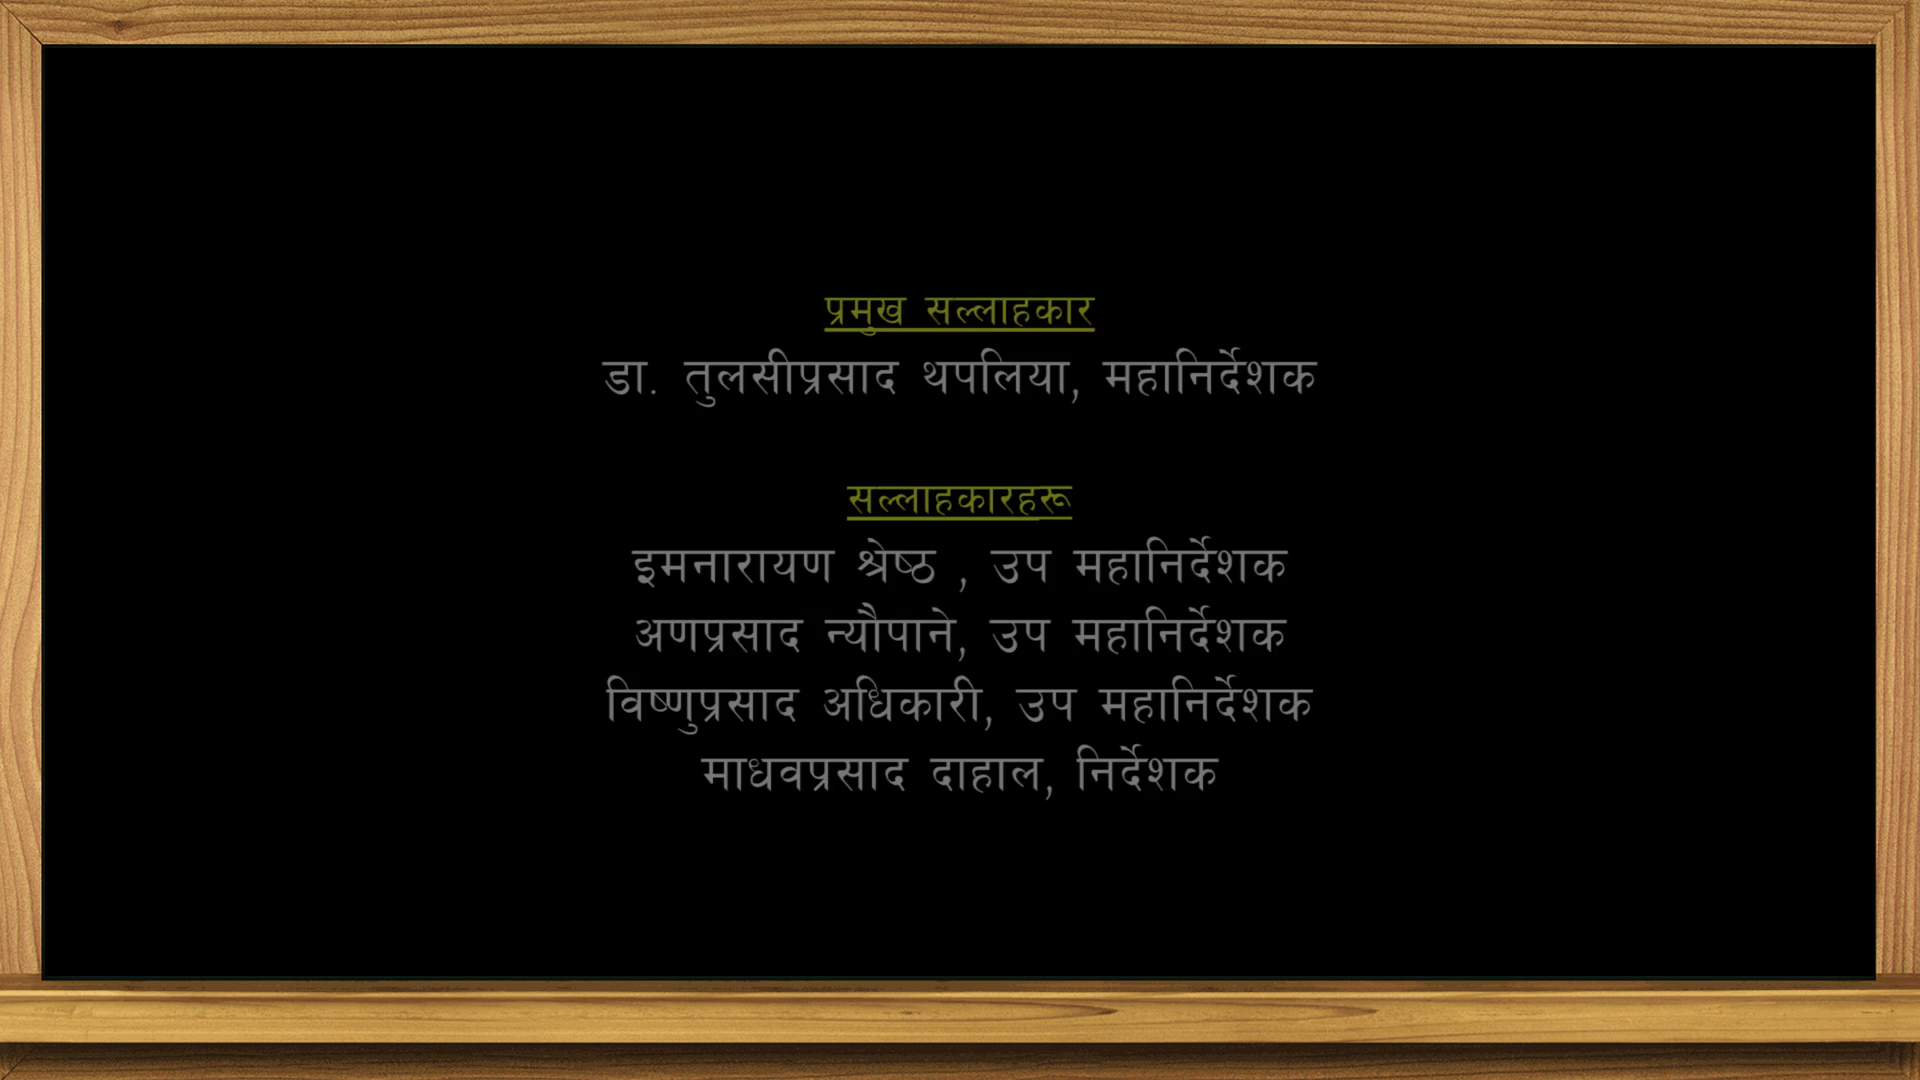 प्रमुख सल्लाहकार
डा. तुलसीप्रसाद थपलिया, महानिर्देशक
सल्लाहकारहरू
इमनारायण श्रेष्ठ , उप महानिर्देशक
अणप्रसाद न्यौपाने, उप महानिर्देशक
विष्णुप्रसाद अधिकारी, उप महानिर्देशक
माधवप्रसाद दाहाल, निर्देशक